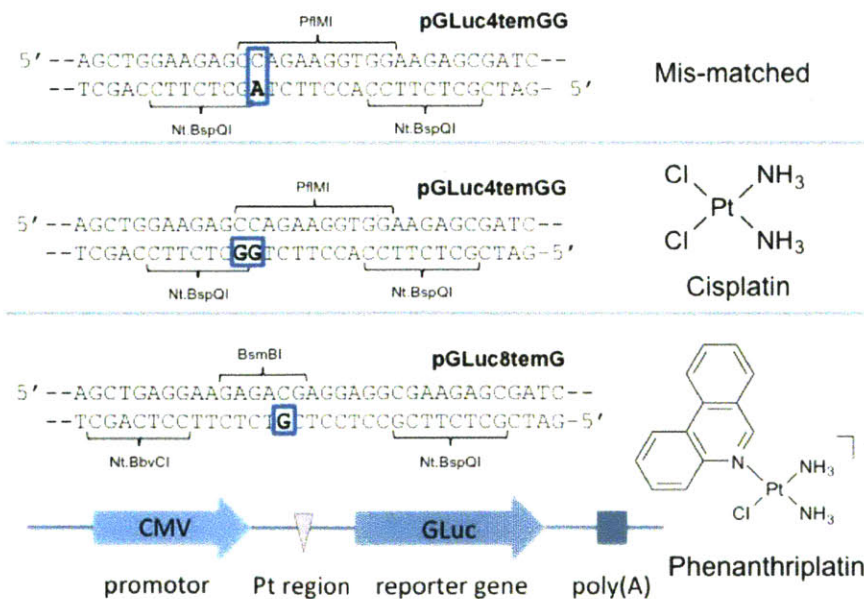 PflMI
pGLuc4temGG
5' --AGCTGGAAGAGCCAGAAGGTGGAAGAGCGATC--
--TCGACCTTCTCGATCTTCCACCTTCTCGCTAG- 5'
Nt.BspQI
Nt.BspQI
Mis-matched
PflMI
pGLuc4temGG
5' --AGCTGGAAGAGCCAGAAGGTGGAAGAGCGATC--
--TCGACCTTCTCGGTCTTCCACCTTCTCGCTAG-5'
Nt.BspQI
Nt.BspQI
Cl
NH3
Pt
Cl
NH3
Cisplatin
BsmBI
pGLuc8temG
5' --AGCTGAGGAAGAGACGAGGAGGCGAAGAGCGATC--
--TCGACTCCTTCTCTGCTCCTCCGCTTCTCGCTAG-5'
Nt.BbvCI
Nt.BspQI
N
NH3
Pt
Cl
NH3
Phenanthriplatin
CMV
GLuc
promotor
Pt region
reporter gene
poly(A)